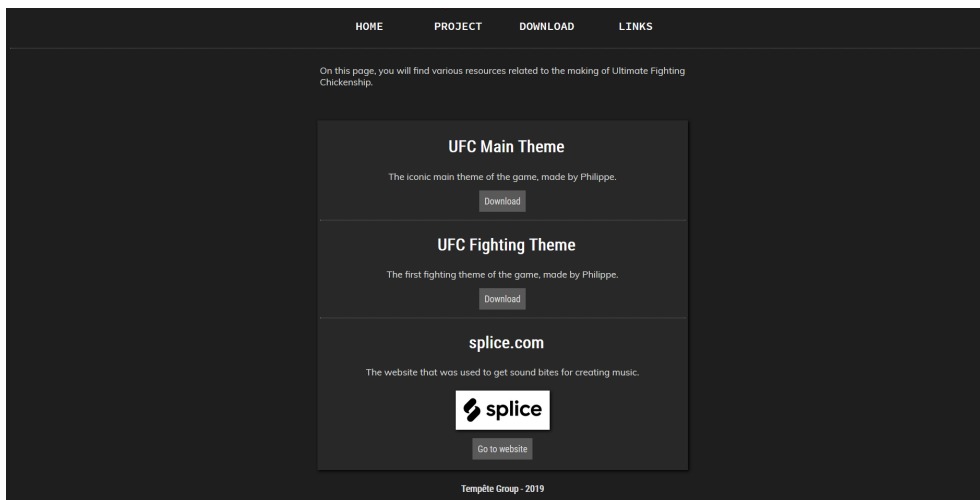 HOME PROJECT DOWNLOAD LINKS
On this page, you will find various resources related to the making of Ultimate Fighting
Chickenship.
UFC Main Theme
The iconic main theme of the game, made by Philippe.
Download
UFC Fighting Theme
The first fighting theme of the game, made by Philippe.
Download
splice.com
The website that was used to get sound bites for creating music.
splice
Go to website
Tempête Group - 2019